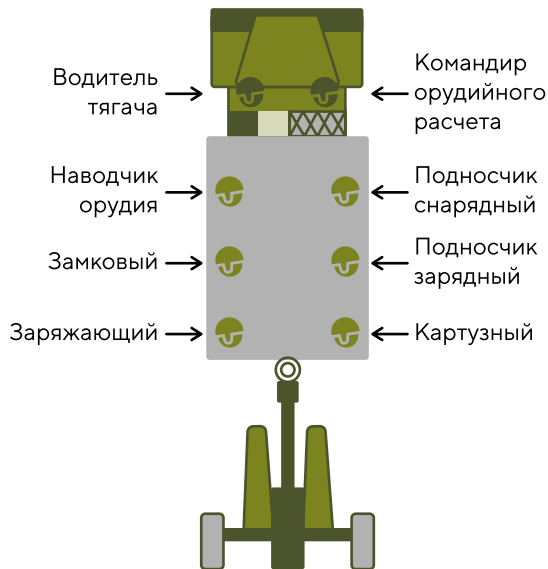 Водитель
тягача
Командир
орудийного
расчета
Наводчик
орудия
Подносчик
снарядный
Замковый
Подносчик
зарядный
Заряжающий
Картузный